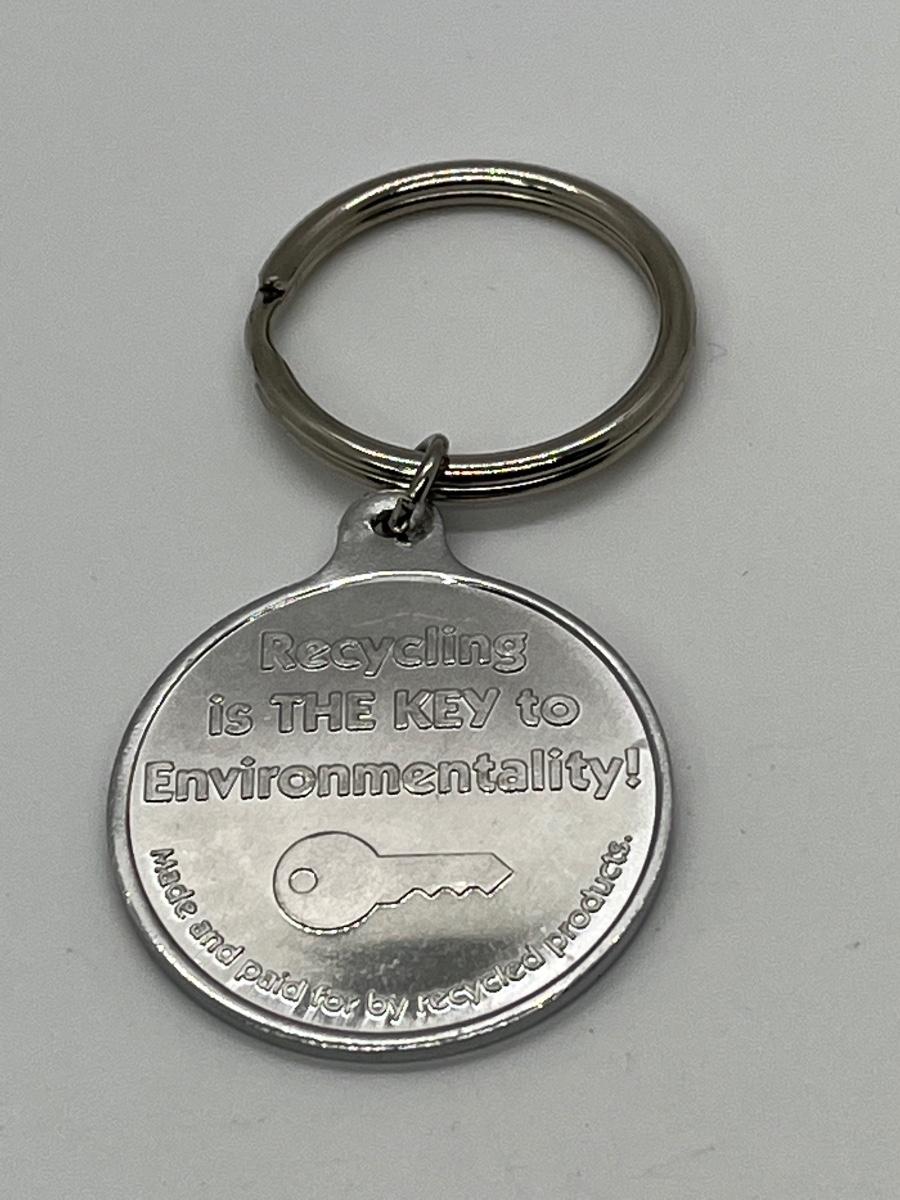 Recycling
is THE KEY to
Environmentality!
Made and paid for by recycled products.